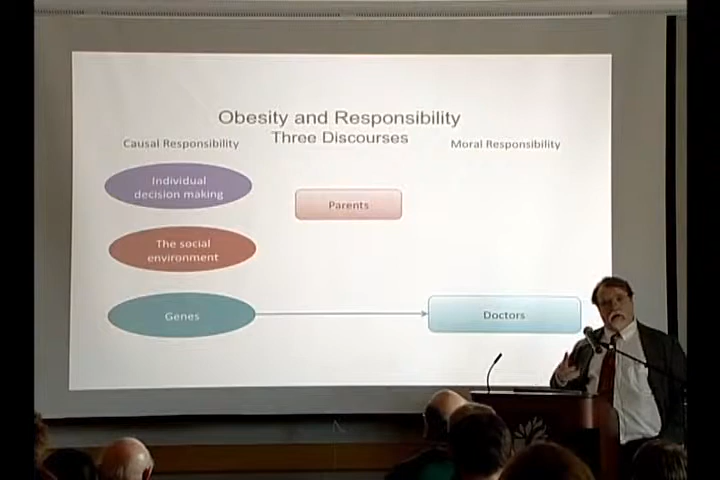 Obesity and Responsibility
Three Discourses
Causal Responsibility
Moral Responsibility
Individual
decision making
Parents
The social
environment
Genes
Doctors